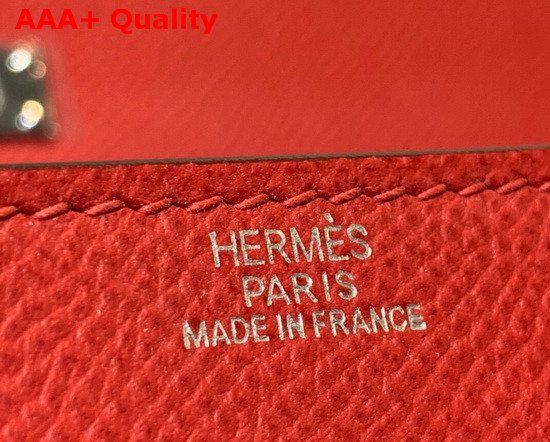 AAA+ Quality
HERMÈS
PARIS
MADE IN FRANCE